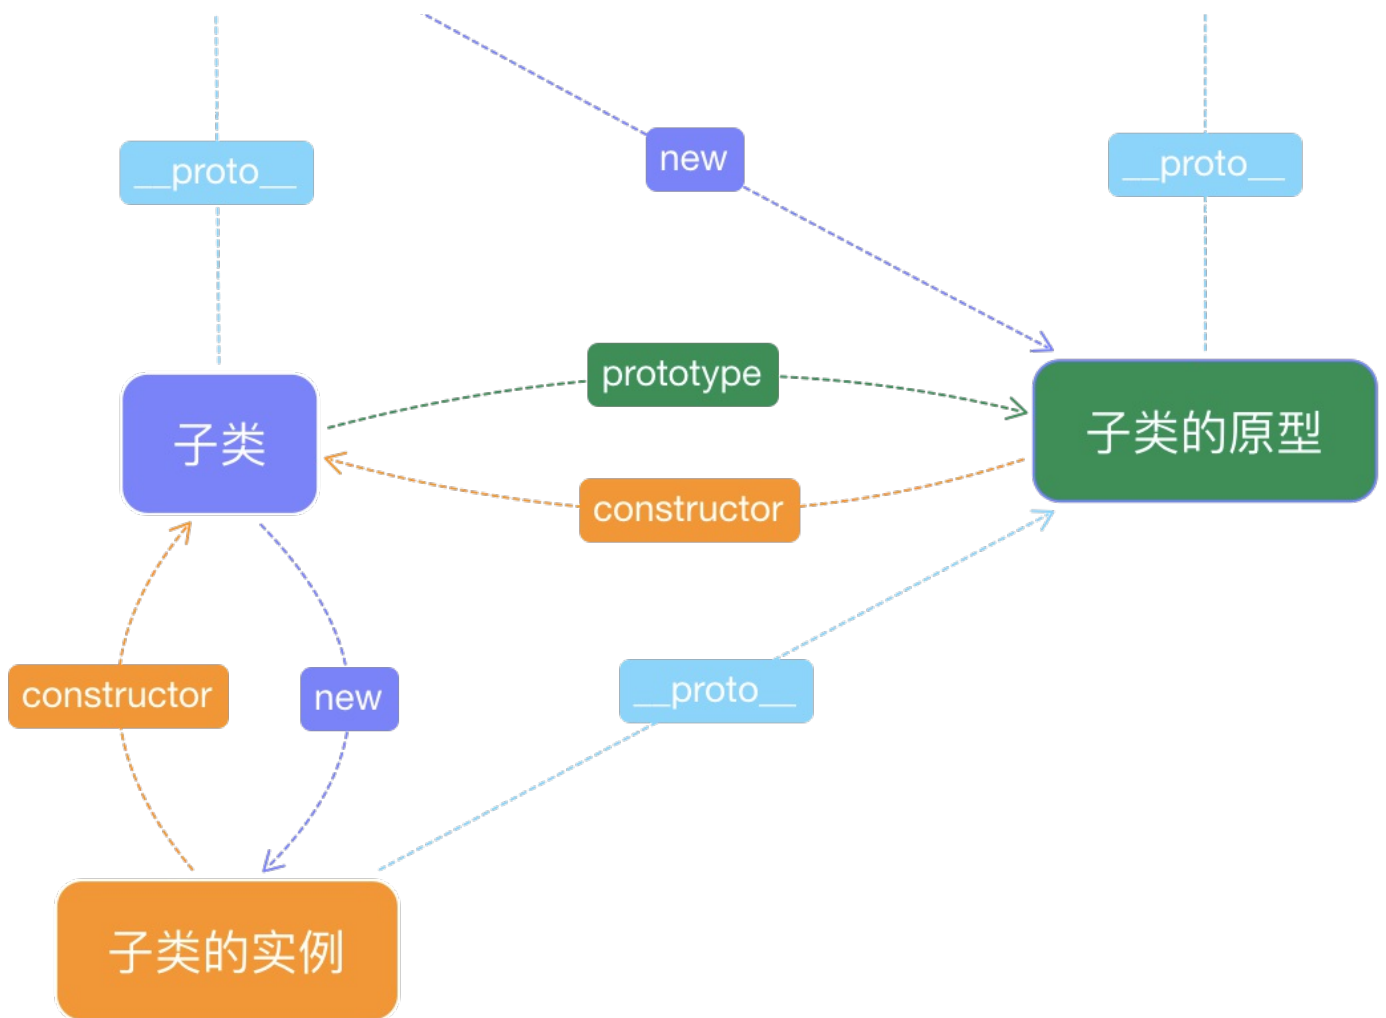 new
__proto__
__proto__
prototype
子类
子类的原型
constructor
constructor
new
__proto__
子类的实例